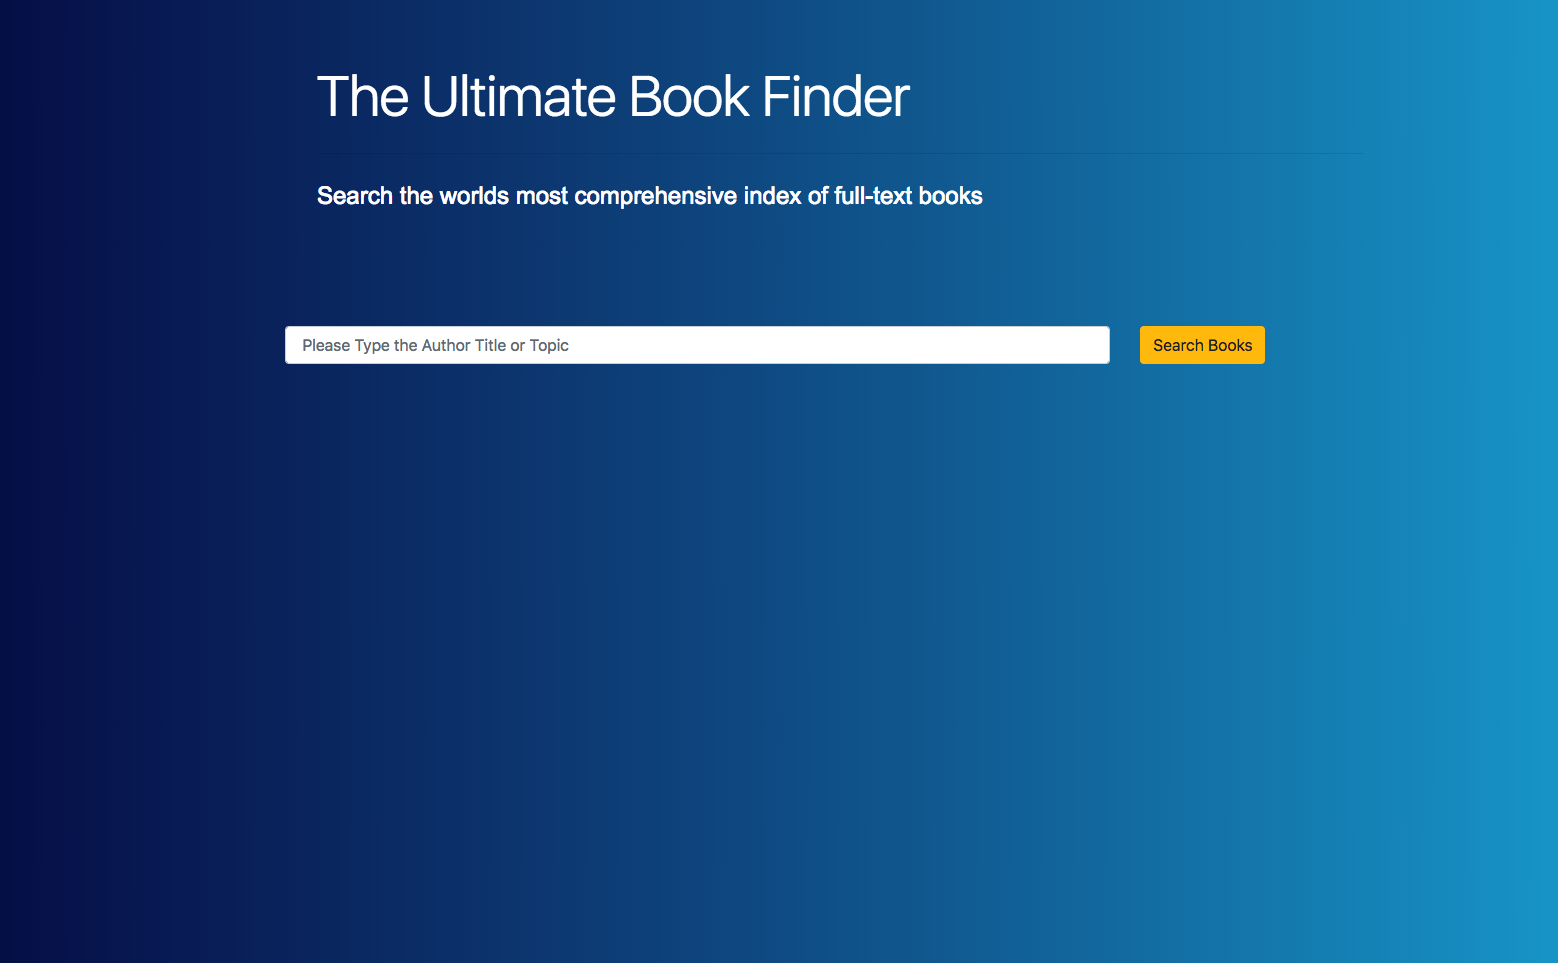 The Ultimate Book Finder
Search the worlds most comprehensive index of full-text books
Please Type the Author Title or Topic
Search Books